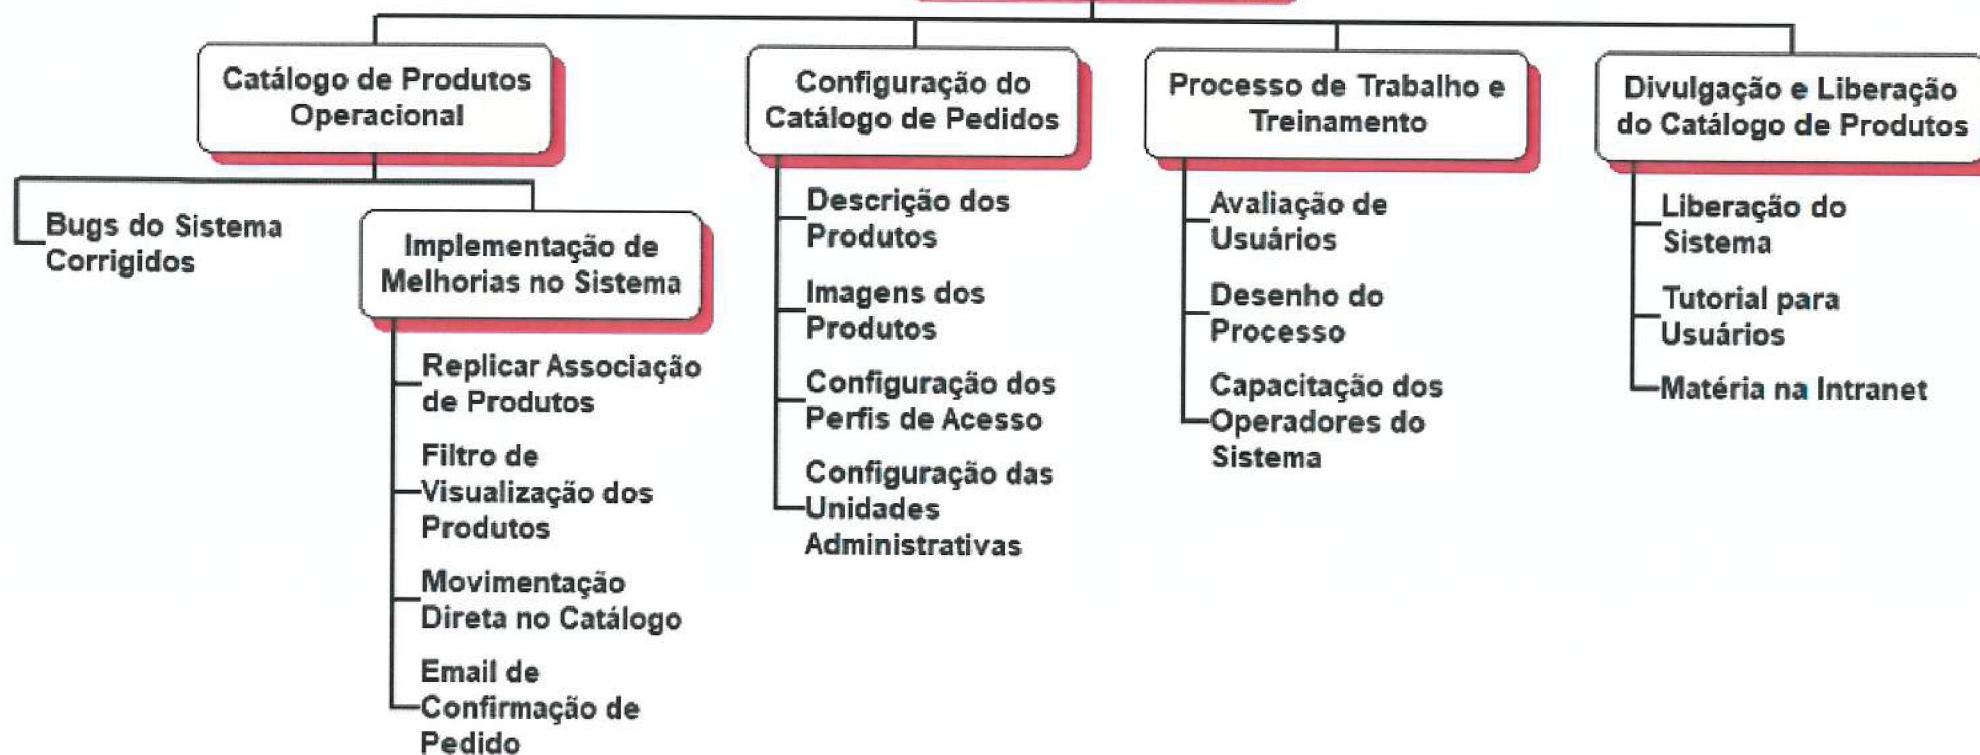 Catálogo de Produtos
Operacional
Bugs do Sistema
Corrigidos
Implementação de
Melhorias no Sistema
Replicar Associação
de Produtos
Filtro de
Visualização dos
Produtos
Movimentação
Direta no Catálogo
Email de
Confirmação de
Pedido
Configuração do
Catálogo de Pedidos
Descrição dos
Produtos
Imagens dos
Produtos
Configuração dos
Perfis de Acesso
Configuração das
Unidades
Administrativas
Processo de Trabalho e
Treinamento
Avaliação de
Usuários
Desenho do
Processo
Capacitação dos
Operadores do
Sistema
Divulgação e Liberação
do Catálogo de Produtos
Liberação do
Sistema
Tutorial para
Usuários
Matéria na Intranet